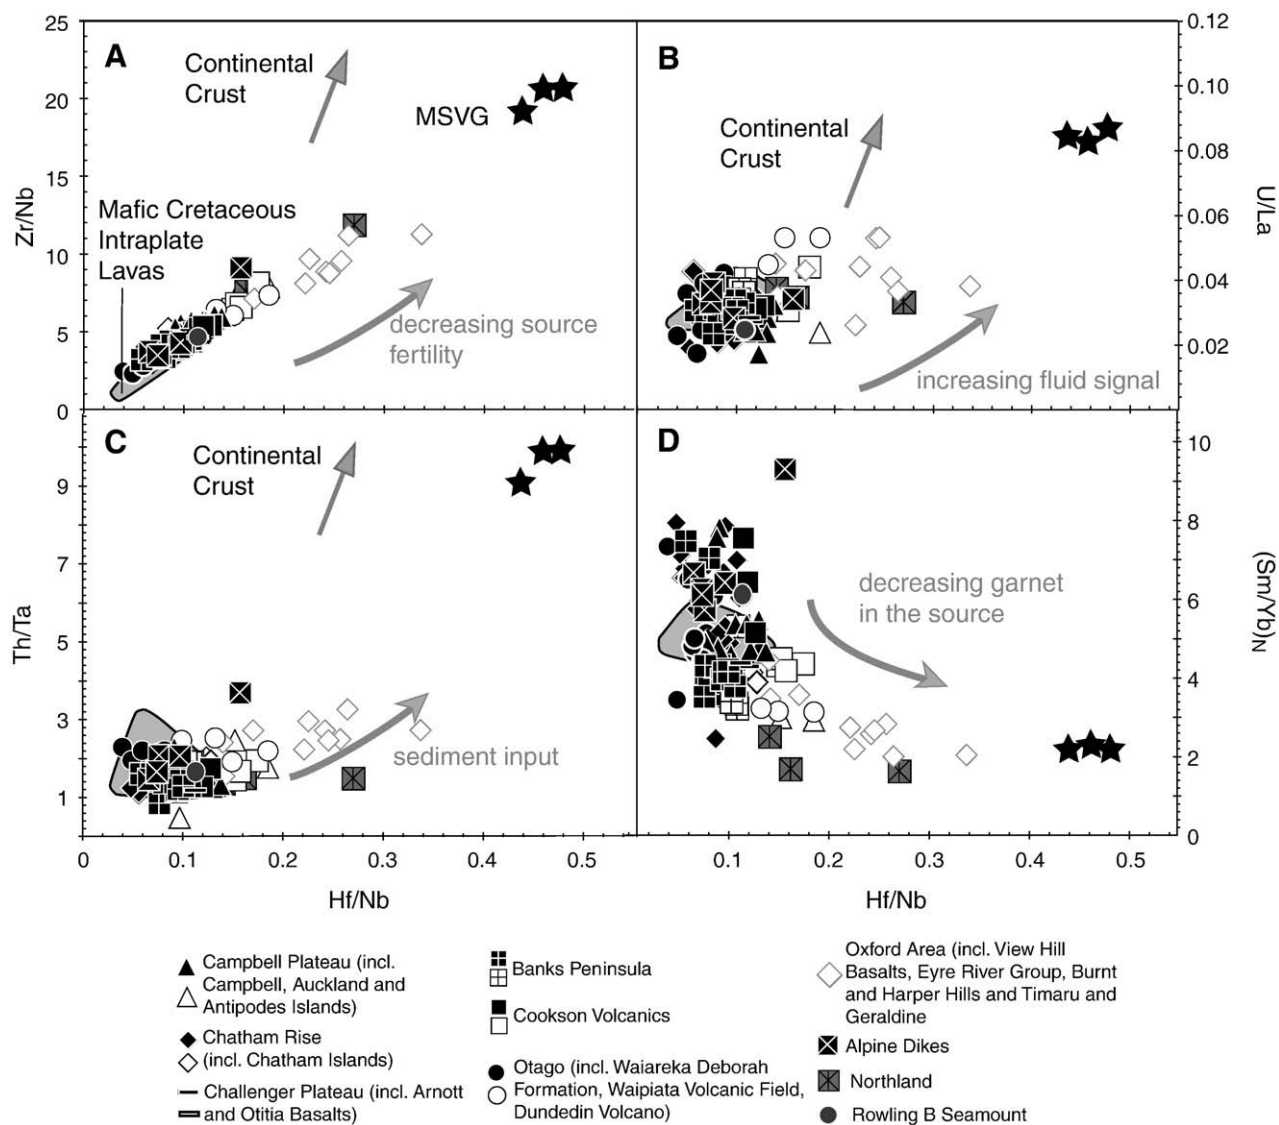 A
Continental
Crust
MSVG
Mafic Cretaceous
Intraplate
Lavas
decreasing source
fertility
Zr/Nb
25
20
15
10
5
0
B
Continental
Crust
increasing fluid signal
U/La
0.12
0.10
0.08
0.06
0.04
0.02
C
Continental
Crust
sediment input
Th/Ta
9
7
5
3
1
0
0.1
0.2
0.3
0.4
0.5
Hf/Nb
D
decreasing garnet
in the source
(Sm/Yb)N
10
8
6
4
2
0
0.1
0.2
0.3
0.4
0.5
Hf/Nb
Campbell Plateau (incl.
Campbell, Auckland and
Antipodes Islands)
Chatham Rise
(incl. Chatham Islands)
Challenger Plateau (incl. Arnott
and Otitia Basalts)
Banks Peninsula
Cookson Volcanics
Otago (incl. Waiareka Deborah
Formation, Waipiata Volcanic Field,
Dundedin Volcano)
Oxford Area (incl. View Hill
Basalts, Eyre River Group, Burnt
and Harper Hills and Timaru and
Geraldine
Alpine Dikes
Northland
Rowling B Seamount